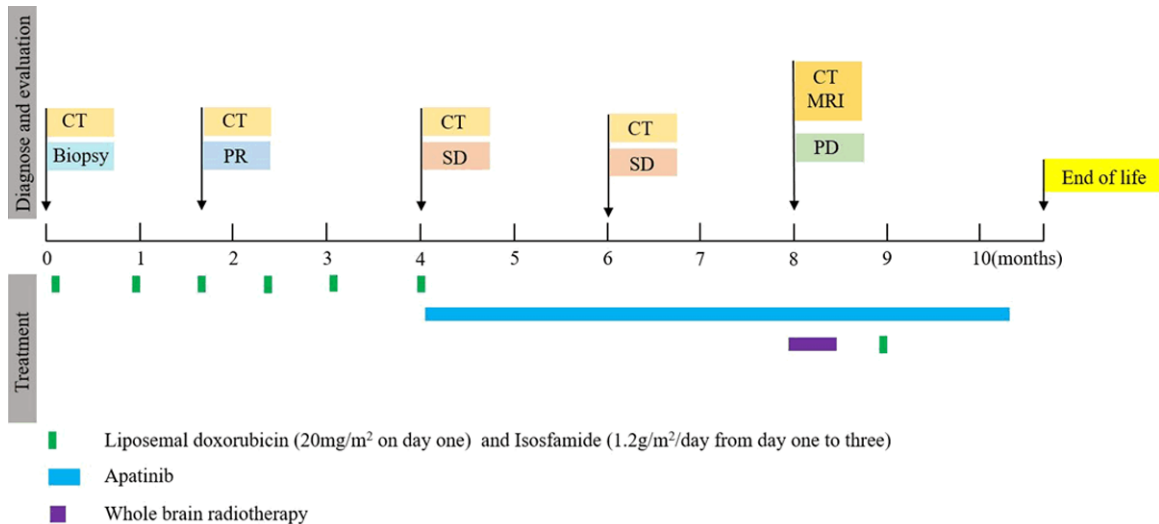 Diagnose and evaluation
CT
Biopsy
CT
PR
CT
SD
CT
SD
CT
MRI
PD
End of life
0 1 2 3 4 5 6 7 8 9 10(months)
Treatment
Liposemal doxorubicin (20mg/m² on day one) and Isosfamide (1.2g/m²/day from day one to three)
Apatinib
Whole brain radiotherapy